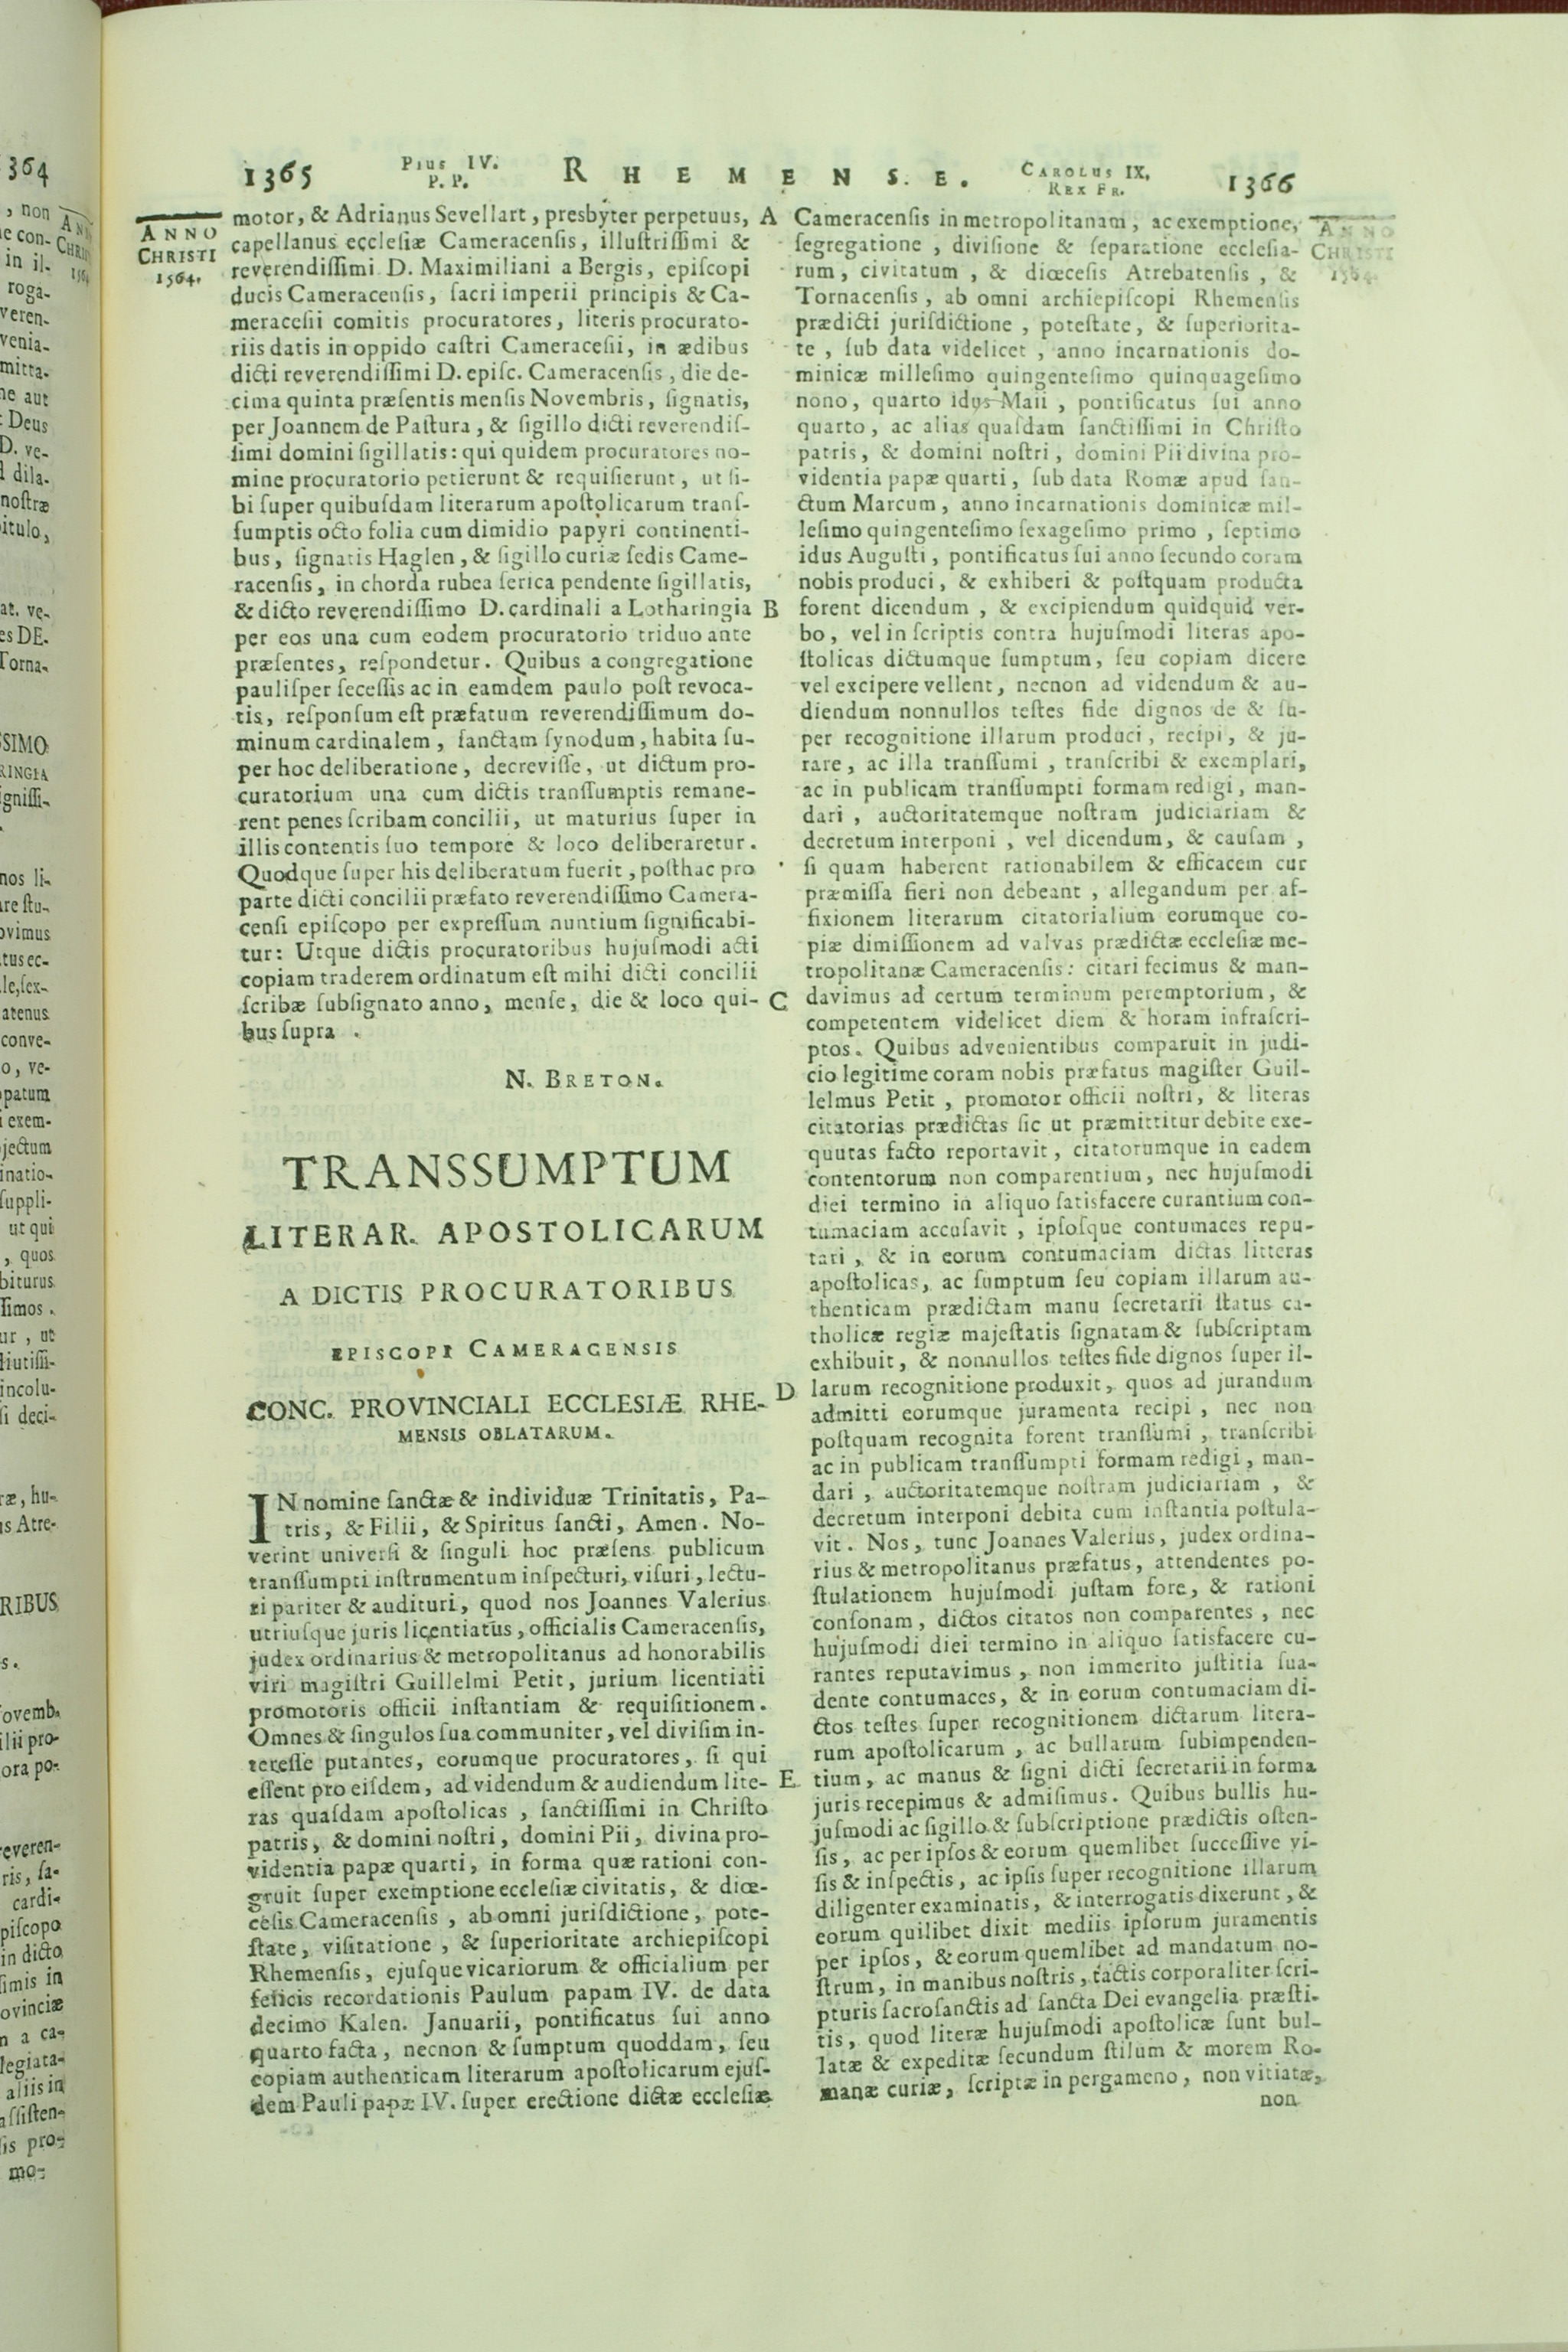 1365
Pius IV.
P. P.
RHEMENSE.
CAROLUS IX,
REX FR.
1366
ANNO
CHRISTI
1564.
motor, & Adrianus Sevellart, presbyter perpetuus,
capellanus ecclesiæ Cameracensis, illustrissimi &
reverendissimi D. Maximiliani a Bergis, episcopi
ducis Cameracensis, sacri imperii principis & Ca-
meracesii comitis procuratores, literis procurato-
riis datis in oppido castri Cameracesii, in ædibus
dicti reverendissimi D. episc. Cameracensis, die de-
cima quinta præsentis mensis Novembris, signatis,
per Joannem de Pastura, & sigillo dicti reverendis-
simi domini sigillatis: qui quidem procuratores no-
mine procuratorio petierunt & requisierunt, ut si-
bi super quibusdam literarum apostolicarum trans-
sumptis octo folia cum dimidio papyri continenti-
bus, signatis Haglen, & sigillo curiæ sedis Came-
racensis, in chorda rubea serica pendente sigillatis,
& dicto reverendissimo D. cardinali a Lotharingia
per eos una cum eodem procuratorio triduo ante
præsentes, respondetur. Quibus a congregatione
paulisper secessis ac in eamdem paulo post revoca-
tis, responsum est præfatum reverendissimum do-
minum cardinalem, sanctam synodum, habita su-
per hoc deliberatione, decrevisse, ut dictum pro-
curatorium una cum dictis transsumptis remane-
rent penes scribam concilii, ut maturius super in
illis contentis suo tempore & loco deliberaretur.
Quodque super his deliberatum fuerit, posthac pro
parte dicti concilii præfato reverendissimo Camera-
censi episcopo per expressum nuntium significabi-
tur: Utque dictis procuratoribus hujusmodi acti
copiam traderem ordinatum est mihi dicti concilii
scribæ subsignato anno, mense, die & loco qui-
bus supra.
N. BRETON.
TRANSSUMPTUM
LITERAR. APOSTOLICARUM
A DICTIS PROCURATORIBUS
EPISCOPI CAMERACENSIS
CONC. PROVINCIALI ECCLESIÆ RHE-
MENSIS OBLATARUM.
IN nomine sanctæ & individuæ Trinitatis, Pa-
tris, & Filii, & Spiritus sancti, Amen. No-
verint universi & singuli hoc præsens publicum
transsumpti instrumentum inspecturi, visuri, lectu-
ri pariter & audituri, quod nos Joannes Valerius
utriusque juris licentiatus, officialis Cameracensis,
judex ordinarius & metropolitanus ad honorabilis
viri magistri Guillelmi Petit, jurium licentiati
promotoris officii instantiam & requisitionem.
Omnes & singulos sua communiter, vel divisim in-
teresse putantes, eorumque procuratores, si qui
essent pro eisdem, ad videndum & audiendum lite-
ras quasdam apostolicas, sanctissimi in Christo
patris, & domini nostri, domini Pii, divina pro-
videntia papæ quarti, in forma quæ rationi con-
gruit super exemptione ecclesiæ civitatis, & diœ-
cesis Cameracensis, ab omni jurisdictione, pote-
state, visitatione, & superioritate archiepiscopi
Rhemensis, ejusque vicariorum & officialium per
felicis recordationis Paulum papam IV. de data
decimo Kalen. Januarii, pontificatus sui anno
quarto facta, necnon & sumptum quoddam, seu
copiam authenticam literarum apostolicarum ejus-
dem Pauli papæ IV. super erectione dictæ ecclesiæ
A
B
C
D
E
Cameracensis in metropolitanam, ac exemptione,
segregatione, divisione & separatione ecclesia-
rum, civitatum, & diœcesis Atrebatensis, &
Tornacensis, ab omni archiepiscopi Rhemensis
prædicti jurisdictione, potestate, & superiorita-
te, sub data videlicet, anno incarnationis do-
minicæ millesimo quingentesimo quinquagesimo
nono, quarto idus Maii, pontificatus sui anno
quarto, ac alias quasdam sanctissimi in Christo
patris, & domini nostri, domini Pii divina pro-
videntia papæ quarti, sub data Romæ apud san-
ctum Marcum, anno incarnationis dominicæ mil-
lesimo quingentesimo sexagesimo primo, septimo
idus Augusti, pontificatus sui anno secundo coram
nobis produci, & exhiberi & postquam producta
forent dicendum, & excipiendum quidquid ver-
bo, vel in scriptis contra hujusmodi literas apo-
stolicas dictumque sumptum, seu copiam dicere
vel excipere vellent, necnon ad videndum & au-
diendum nonnullos testes fide dignos de & su-
per recognitione illarum produci, recipi, & ju-
rare, ac illa transsumi, transcribi & exemplari,
ac in publicam transsumpti formam redigi, man-
dari, auctoritatemque nostram judiciariam &
decretum interponi, vel dicendum, & causam,
si quam haberent rationabilem & efficacem cur
præmissa fieri non debeant, allegandum per af-
fixionem literarum citatorialium eorumque co-
piæ dimissionem ad valvas prædictæ ecclesiæ me-
tropolitanæ Cameracensis: citari fecimus & man-
davimus ad certum terminum peremptorium, &
competentem videlicet diem & horam infrascri-
ptos. Quibus advenientibus comparuit in judi-
cio legitime coram nobis præfatus magister Guil-
lelmus Petit, promotor officii nostri, & literas
citatorias prædictas sic ut præmittitur debite exe-
quutas facto reportavit, citatorumque in eadem
contentorum non comparentium, nec hujusmodi
diei termino in aliquo satisfacere curantium con-
tumaciam accusavit, ipsosque contumaces repu-
tari, & in eorum contumaciam dictas litteras
apostolicas, ac sumptum seu copiam illarum au-
thenticam prædictam manu secretarii status ca-
tholicæ regiæ majestatis signatam & subscriptam
exhibuit, & nonnullos testes fide dignos super il-
larum recognitione produxit, quos ad jurandum
admitti eorumque juramenta recipi, nec non
postquam recognita forent transsumi, transcribi
ac in publicam transsumpti formam redigi, man-
dari, auctoritatemque nostram judiciariam, &
decretum interponi debita cum instantia postula-
vit. Nos, tunc Joannes Valerius, judex ordina-
rius & metropolitanus præfatus, attendentes po-
stulationem hujusmodi justam fore, & rationi
consonam, dictos citatos non comparentes, nec
hujusmodi diei termino in aliquo satisfacere cu-
rantes reputavimus, non immerito justitia sua-
dente contumaces, & in eorum contumaciam di-
ctos testes super recognitionem dictarum litera-
rum apostolicarum, ac bullarum subimpenden-
tium, ac manus & signi dicti secretarii in forma
juris recepimus & admisimus. Quibus bullis hu-
jusmodi ac sigillo & subscriptione prædictis osten-
sis, ac per ipsos & eorum quemlibet successive vi-
sis & inspectis, ac ipsis super recognitione illarum
diligenter examinatis, & interrogatis dixerunt, &
eorum quilibet dixit mediis ipsorum juramentis
per ipsos, & eorum quemlibet ad mandatum no-
strum, in manibus nostris, tactis corporaliter scri-
pturis sacrosanctis ad sancta Dei evangelia præsti-
tis, quod literæ hujusmodi apostolicæ sunt bul-
latæ & expeditæ secundum stilum & morem Ro-
manæ curiæ, scriptæ in pergameno, non vitiatæ,
non
ANNO
CHRISTI
1564.